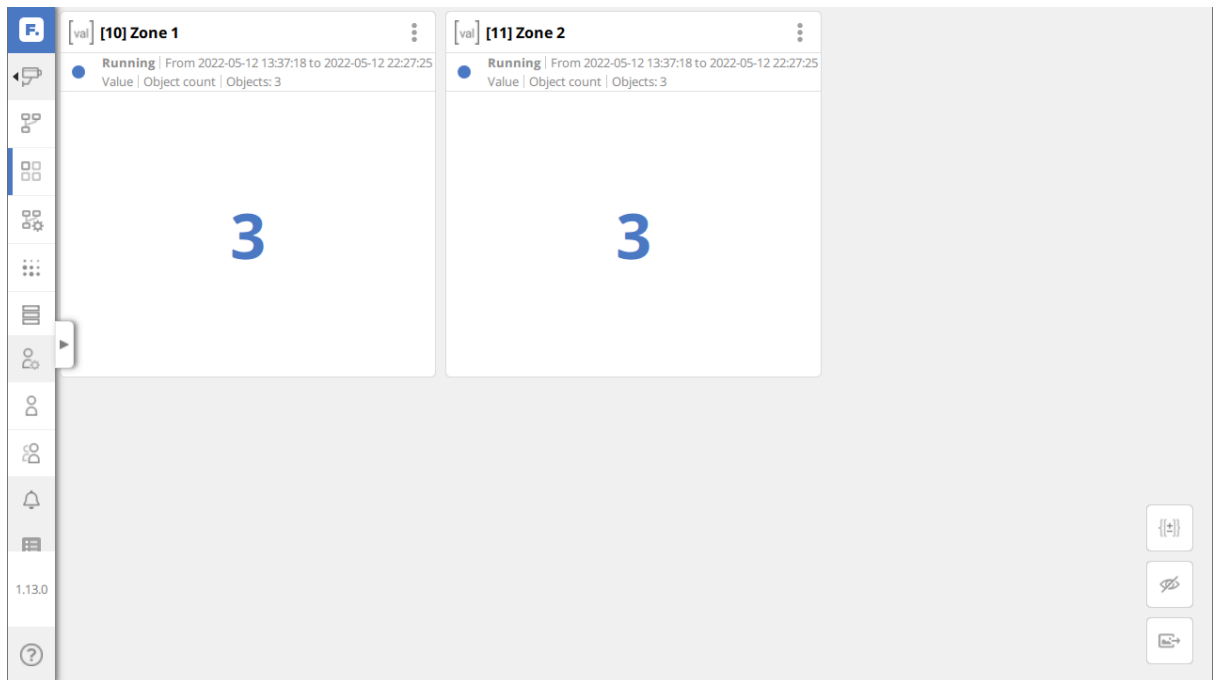 F.
[val] [10] Zone 1
Running | From 2022-05-12 13:37:18 to 2022-05-12 22:27:25
Value | Object count | Objects: 3
3
[val] [11] Zone 2
Running | From 2022-05-12 13:37:18 to 2022-05-12 22:27:25
Value | Object count | Objects: 3
3
{[±]}
1.13.0
?